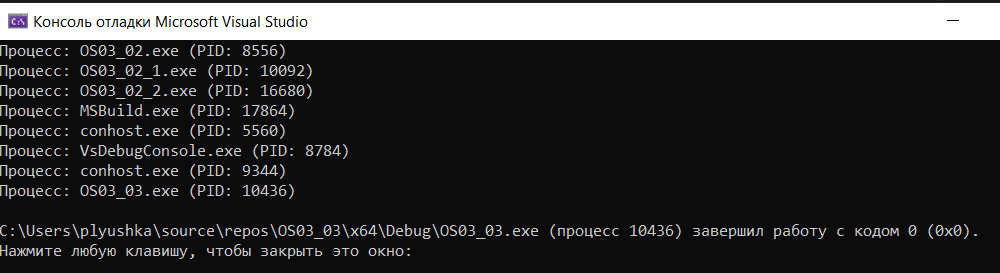 Консоль отладки Microsoft Visual Studio
Процесс: OS03_02.exe (PID: 8556)
Процесс: OS03_02_1.exe (PID: 10092)
Процесс: OS03_02_2.exe (PID: 16680)
Процесс: MSBuild.exe (PID: 17864)
Процесс: conhost.exe (PID: 5560)
Процесс: VsDebugConsole.exe (PID: 8784)
Процесс: conhost.exe (PID: 9344)
Процесс: OS03_03.exe (PID: 10436)
C:\Users\plyushka\source\repos\OS03_03\x64\Debug\OS03_03.exe (процесс 10436) завершил работу с кодом 0 (0x0).
Нажмите любую клавишу, чтобы закрыть это окно: